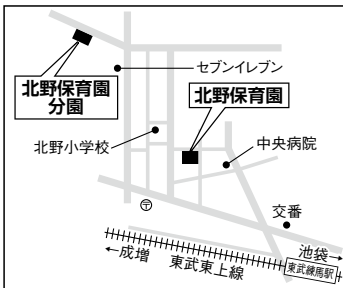 セブンイレブン
北野保育園
分園
北野保育園
北野小学校
中央病院
〒
交番
池袋→
←成増
東武東上線
東武練馬駅